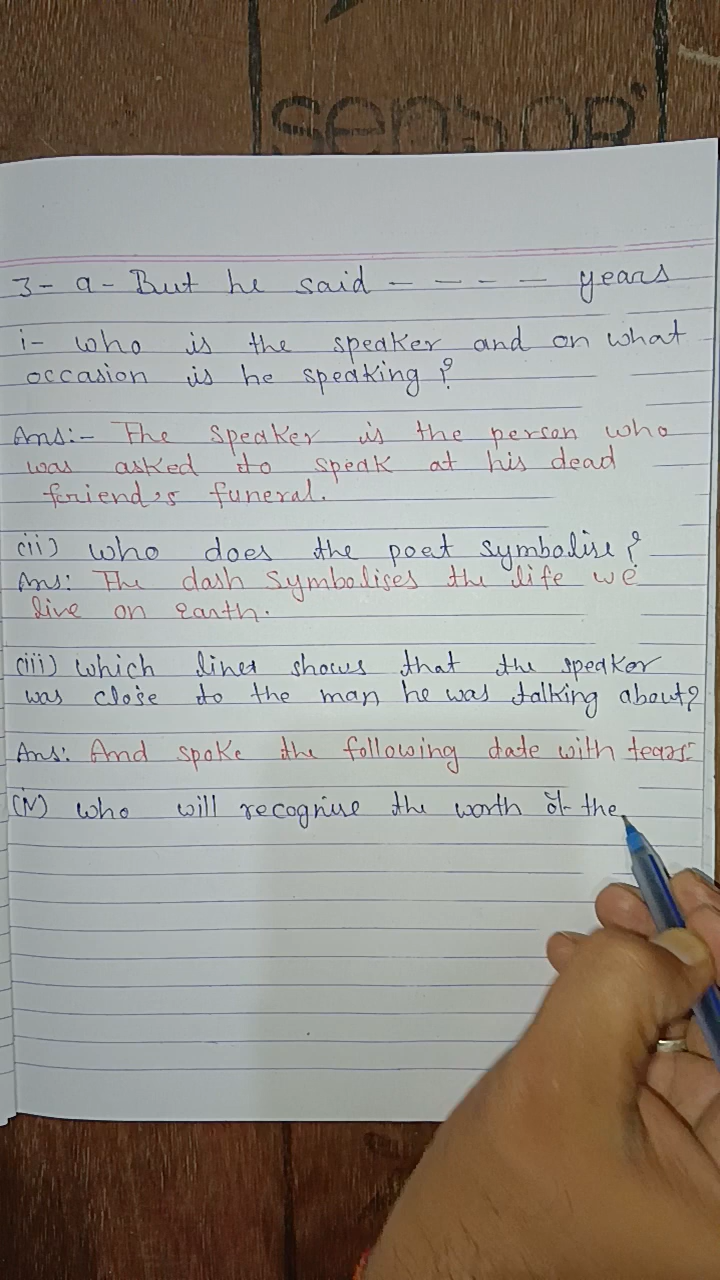 sensor
3- a- But he said - - - - years
i- who is the speaker and on what
occasion is he speaking ?
Ans:- The speaker is the person who
was asked to speak at his dead
friend's funeral.
(ii) who does the poet symbolise ?
Ans: The dash symbolises the life we
live on earth.
(iii) which lines shows that the speaker
was close to the man he was talking about?
Ans: And spoke the following date with tears.
(iv) who will recognise the worth of the